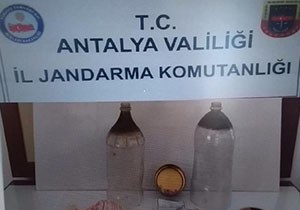 T.C.
ANTALYA VALİLİĞİ
İL JANDARMA KOMUTANLIĞI